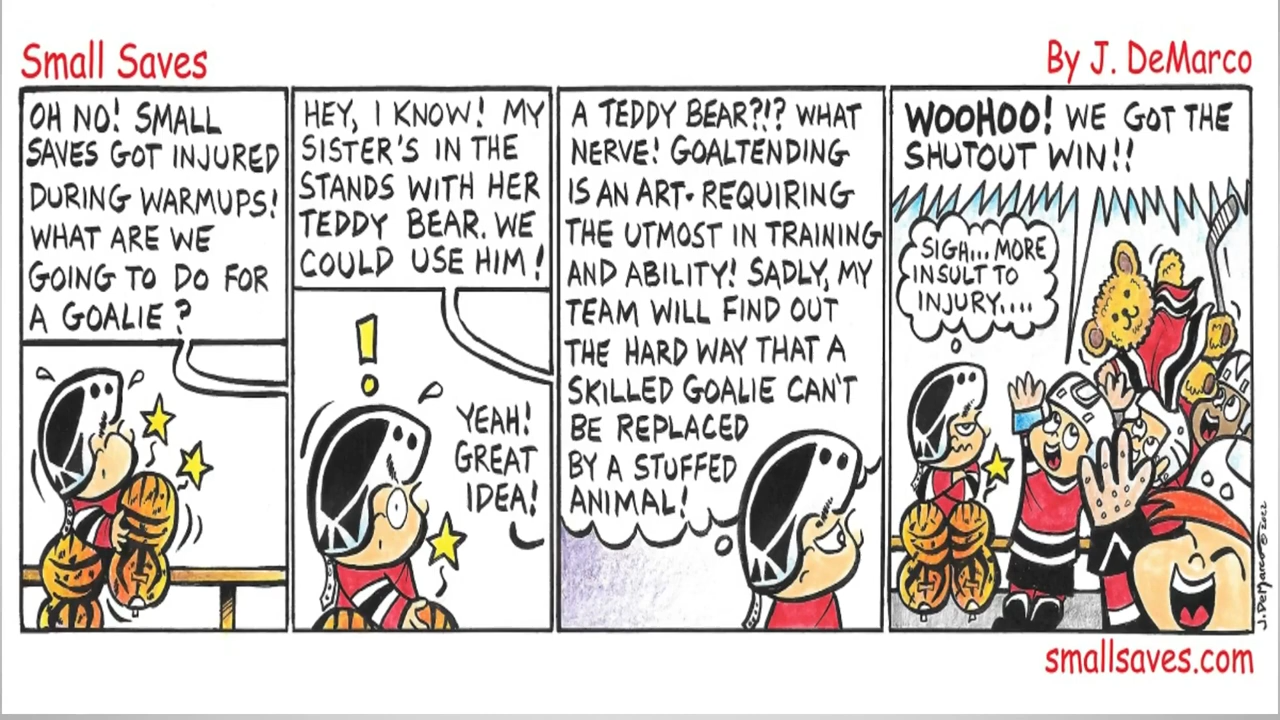 Small Saves
By J. DeMarco
OH NO! SMALL
SAVES GOT INJURED
DURING WARMUPS!
WHAT ARE WE
GOING TO DO FOR
A GOALIE?
HEY, I KNOW! MY
SISTER'S IN THE
STANDS WITH HER
TEDDY BEAR. WE
COULD USE HIM!
!
YEAH!
GREAT
IDEA!
A TEDDY BEAR?!? WHAT
NERVE! GOALTENDING
IS AN ART. REQUIRING
THE UTMOST IN TRAINING
AND ABILITY! SADLY, MY
TEAM WILL FIND OUT
THE HARD WAY THAT A
SKILLED GOALIE CAN'T
BE REPLACED
BY A STUFFED
ANIMAL!
WOOHOO! WE GOT THE
SHUTOUT WIN!!
SIGH... MORE
INSULT TO
INJURY....
J. DeMarco © 2022
smallsaves.com